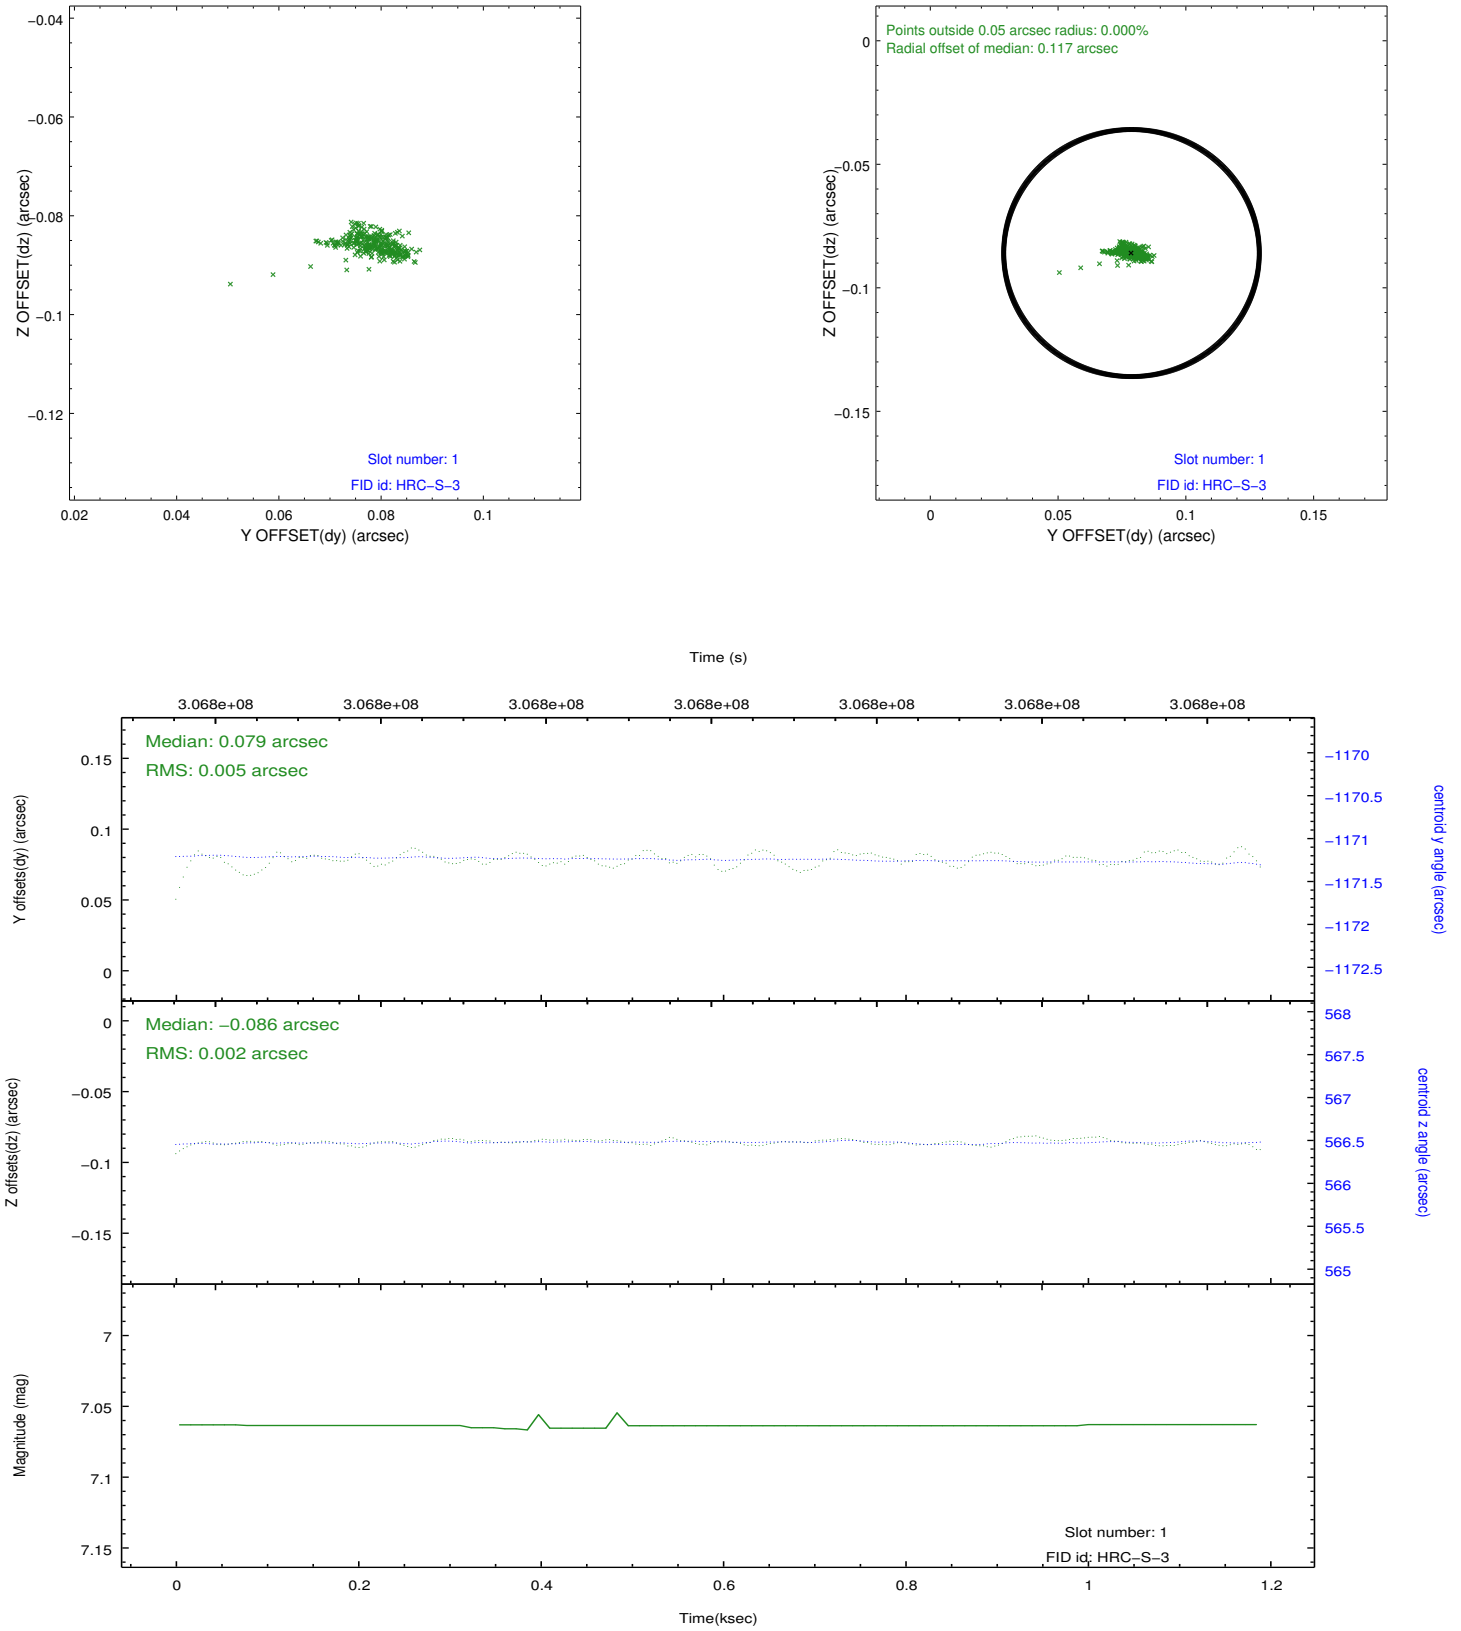 −0.04
−0.06
−0.08
−0.1
−0.12
Z OFFSET(dz) (arcsec)
Slot number: 1
FID id: HRC−S−3
0.02 0.04 0.06 0.08 0.1
Y OFFSET(dy) (arcsec)
Points outside 0.05 arcsec radius: 0.000%
Radial offset of median: 0.117 arcsec
0
−0.05
−0.1
−0.15
Z OFFSET(dz) (arcsec)
Slot number: 1
FID id: HRC−S−3
0 0.05 0.1 0.15
Y OFFSET(dy) (arcsec)
Time (s)
3.068e+08 3.068e+08 3.068e+08 3.068e+08 3.068e+08 3.068e+08 3.068e+08
Median: 0.079 arcsec
RMS: 0.005 arcsec
0.15
0.1
0.05
0
Y offsets(dy) (arcsec)
−1170
−1170.5
−1171
−1171.5
−1172
−1172.5
centroid y angle (arcsec)
Median: −0.086 arcsec
RMS: 0.002 arcsec
0
−0.05
−0.1
−0.15
Z offsets(dz) (arcsec)
568
567.5
567
566.5
566
565.5
565
centroid z angle (arcsec)
7
7.05
7.1
7.15
Magnitude (mag)
Slot number: 1
FID id: HRC−S−3
0 0.2 0.4 0.6 0.8 1 1.2
Time(ksec)